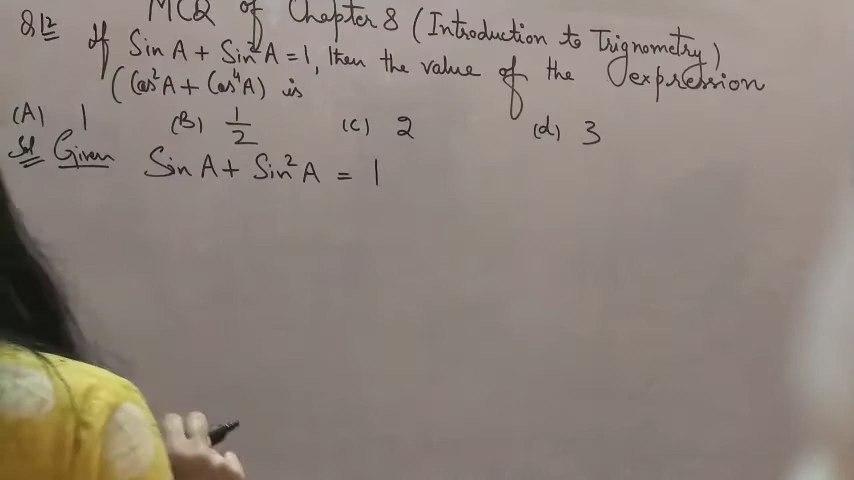 MCQ of Chapter 8 (Introduction to Trignometry)
Q12 If Sin A + Sin²A = 1, then the value of the expression
(Cos²A + Cos⁴A) is
(A) 1 (B) 1/2 (C) 2 (d) 3
Sol Given Sin A + Sin²A = 1